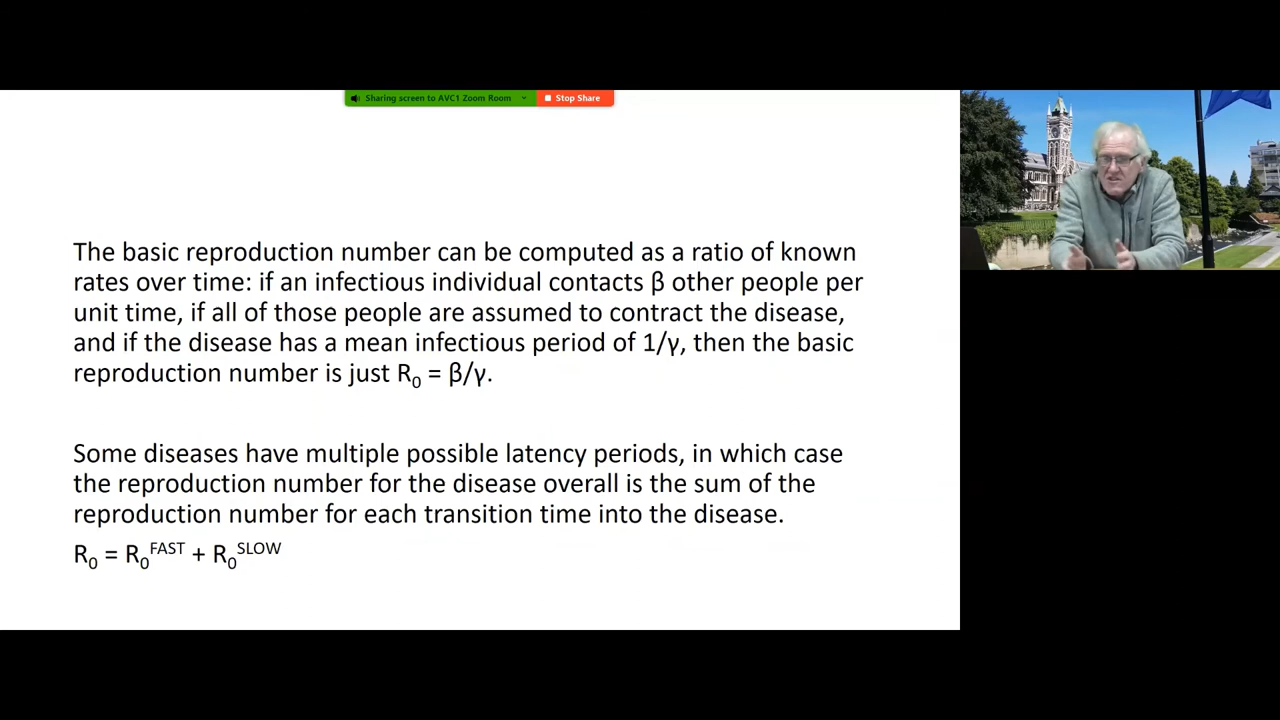 Sharing screen to AVC1 Zoom Room
Stop Share
The basic reproduction number can be computed as a ratio of known
rates over time: if an infectious individual contacts β other people per
unit time, if all of those people are assumed to contract the disease,
and if the disease has a mean infectious period of 1/γ, then the basic
reproduction number is just R₀ = β/γ.
Some diseases have multiple possible latency periods, in which case
the reproduction number for the disease overall is the sum of the
reproduction number for each transition time into the disease.
R₀ = R₀^FAST + R₀^SLOW